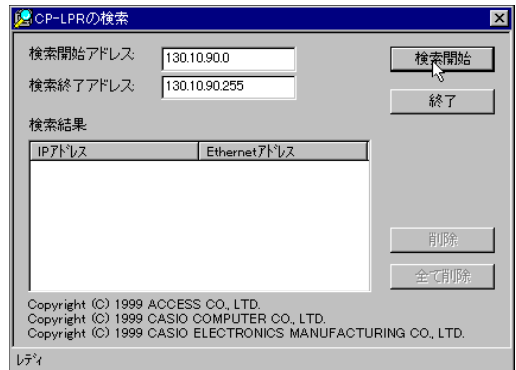 CP-LPRの検索
検索開始アドレス:
130.10.90.0
検索開始
検索終了アドレス:
130.10.90.255
終了
検索結果:
IPアドレス
Ethernetアドレス
削除
全て削除
Copyright (C) 1999 ACCESS CO., LTD.
Copyright (C) 1999 CASIO COMPUTER CO., LTD.
Copyright (C) 1999 CASIO ELECTRONICS MANUFACTURING CO., LTD.
レディ